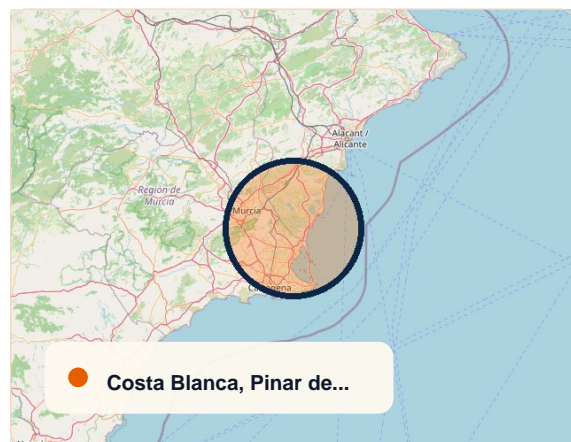 Alacant /
Alicante
Región de
Murcia
Murcia
Cartagena
Costa Blanca, Pinar de...